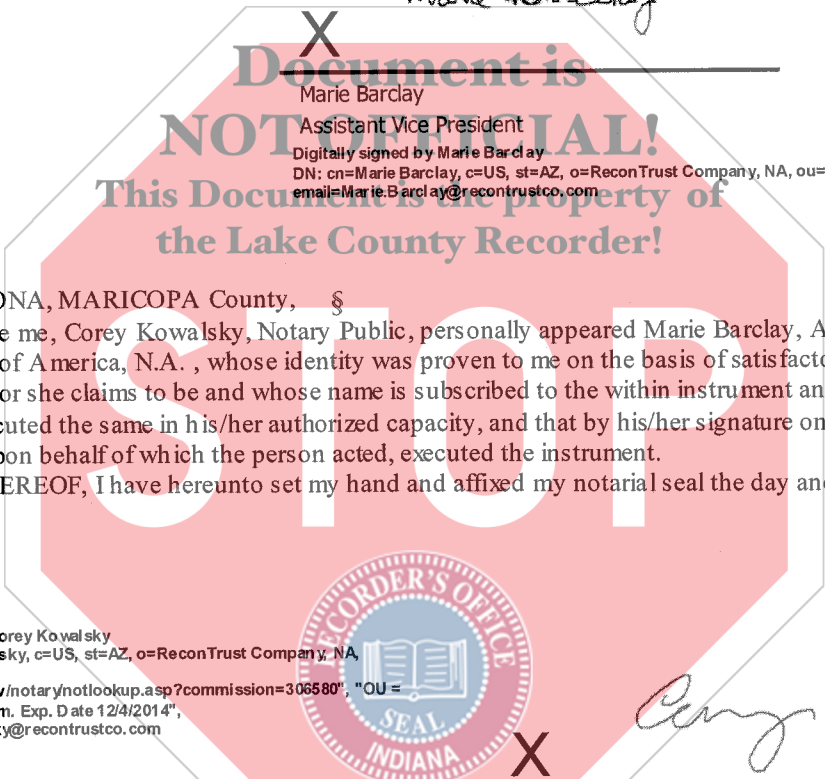 X
Document is
Marie Barclay
NOT OFFICIAL!
Assistant Vice President
Digitally signed by Marie Barclay
DN: cn=Marie Barclay, c=US, st=AZ, o=ReconTrust Company, NA, ou=
This Document is the property of
email=Marie.Barclay@recontrustco.com
the Lake County Recorder!
ONA, MARICOPA County, §
e me, Corey Kowalsky, Notary Public, personally appeared Marie Barclay, A
of America, N.A. , whose identity was proven to me on the basis of satisfacto
or she claims to be and whose name is subscribed to the within instrument an
cuted the same in his/her authorized capacity, and that by his/her signature on
pon behalf of which the person acted, executed the instrument.
EREOF, I have hereunto set my hand and affixed my notarial seal the day and
STOP
RECORDER'S OFFICE
orey Kowalsky
sky, c=US, st=AZ, o=ReconTrust Company, NA,
v/notary/notlookup.asp?commission=306580", "OU =
m. Exp. Date 12/4/2014",
y@recontrustco.com
SEAL
INDIANA
X